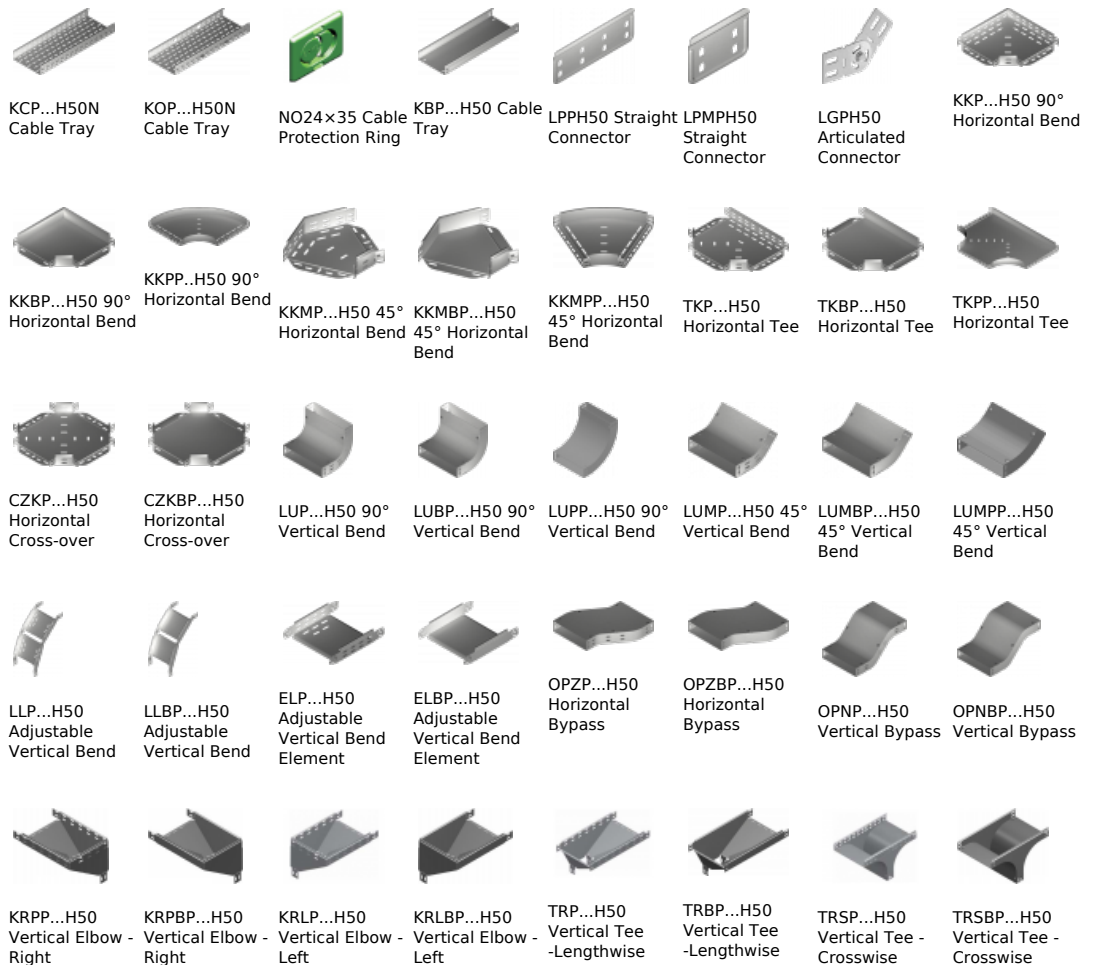 KCP...H50N
Cable Tray
KOP...H50N
Cable Tray
NO24×35 Cable
Protection Ring
KBP...H50 Cable
Tray
LPPH50 Straight
Connector
LPMPH50
Straight
Connector
LGPH50
Articulated
Connector
KKP...H50 90°
Horizontal Bend
KKBP...H50 90°
Horizontal Bend
KKPP..H50 90°
Horizontal Bend
KKMP...H50 45°
Horizontal Bend
KKMBP...H50
45° Horizontal
Bend
KKMPP...H50
45° Horizontal
Bend
TKP...H50
Horizontal Tee
TKBP...H50
Horizontal Tee
TKPP...H50
Horizontal Tee
CZKP...H50
Horizontal
Cross-over
CZKBP...H50
Horizontal
Cross-over
LUP...H50 90°
Vertical Bend
LUBP...H50 90°
Vertical Bend
LUPP...H50 90°
Vertical Bend
LUMP...H50 45°
Vertical Bend
LUMBP...H50
45° Vertical
Bend
LUMPP...H50
45° Vertical
Bend
LLP...H50
Adjustable
Vertical Bend
LLBP...H50
Adjustable
Vertical Bend
ELP...H50
Adjustable
Vertical Bend
Element
ELBP...H50
Adjustable
Vertical Bend
Element
OPZP...H50
Horizontal
Bypass
OPZBP...H50
Horizontal
Bypass
OPNP...H50
Vertical Bypass
OPNBP...H50
Vertical Bypass
KRPP...H50
Vertical Elbow -
Right
KRPBP...H50
Vertical Elbow -
Right
KRLP...H50
Vertical Elbow -
Left
KRLBP...H50
Vertical Elbow -
Left
TRP...H50
Vertical Tee
-Lengthwise
TRBP...H50
Vertical Tee
-Lengthwise
TRSP...H50
Vertical Tee -
Crosswise
TRSBP...H50
Vertical Tee -
Crosswise